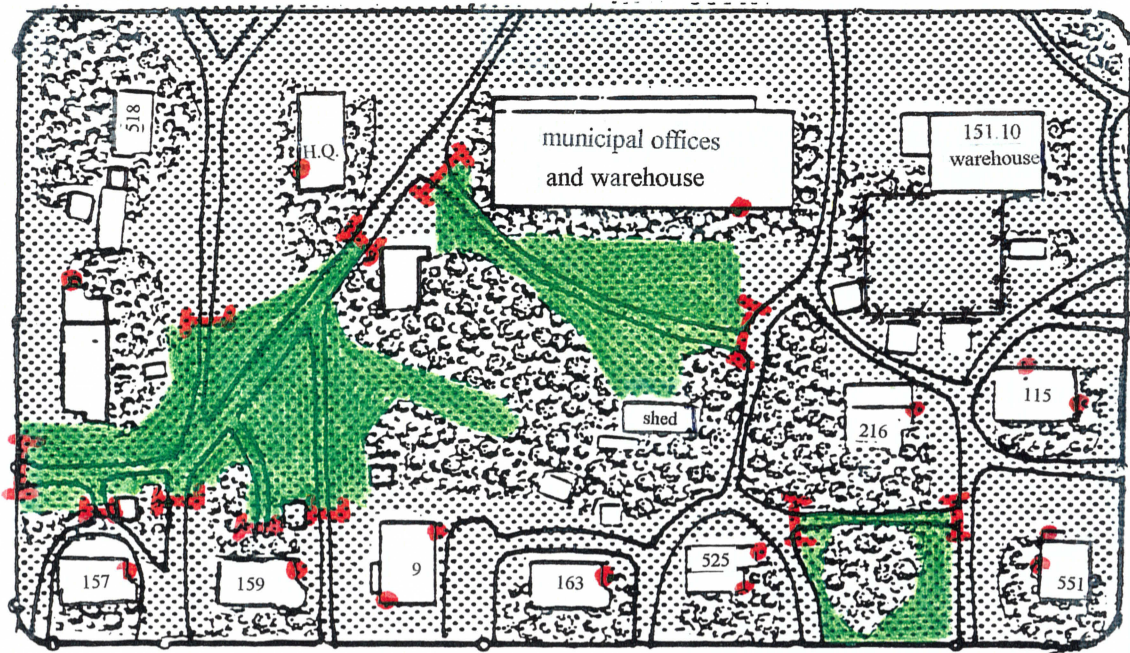 518
H.Q.
municipal offices
and warehouse
151.10
warehouse
115
shed
216
157
159
9
163
525
551